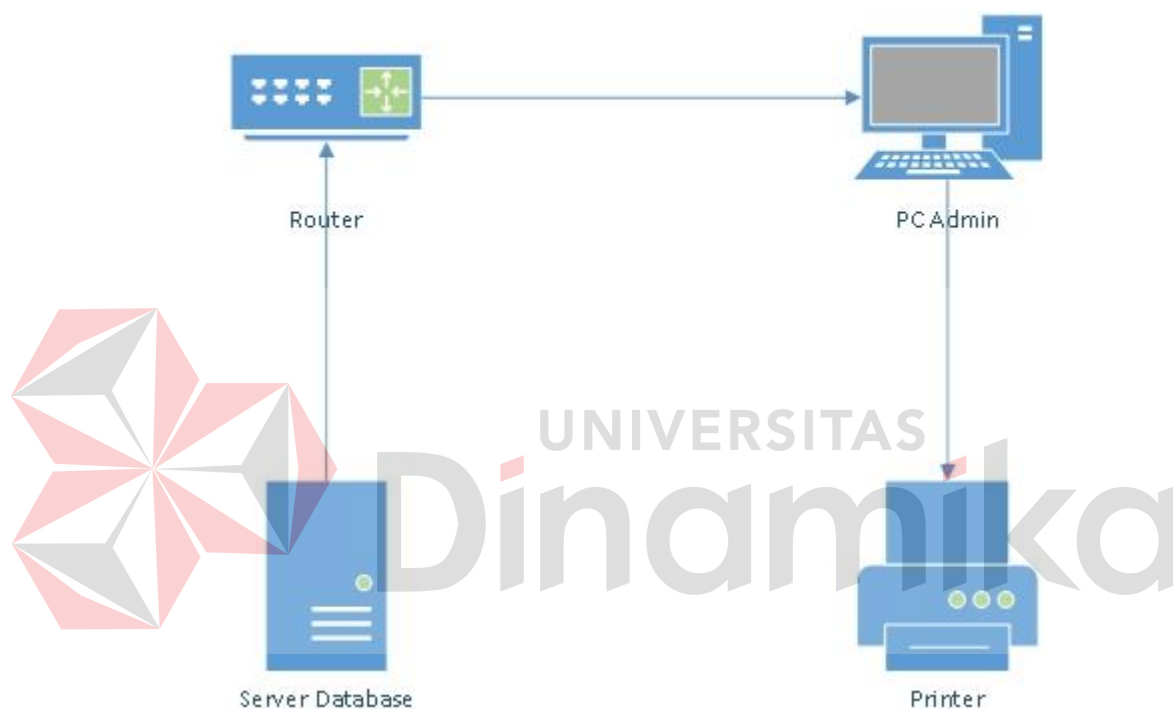 Router
PC Admin
UNIVERSITAS
Dinamika
Server Database
Printer